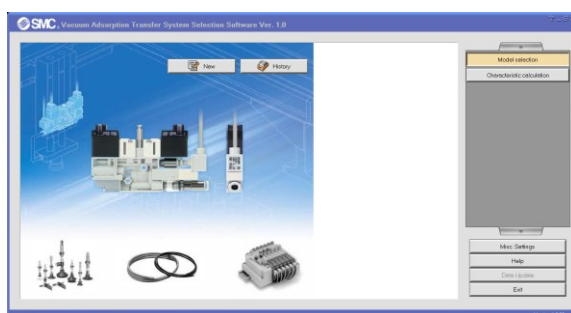 SMC, Vacuum Adsorption Transfer System Selection Software Ver. 1.0
New
History
Model selection
Characteristic calculation
Misc. Settings
Help
Data Update
Exit